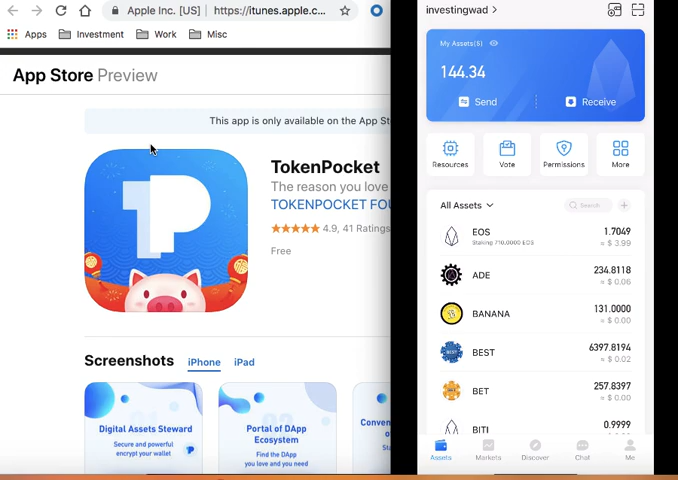 Apple Inc. [US]
https://itunes.apple.c...
Apps
Investment
Work
Misc
App Store Preview
This app is only available on the App St
TokenPocket
The reason you love
TOKENPOCKET FOU
4.9, 41 Ratings
Free
Screenshots
iPhone
iPad
Digital Assets Steward
Secure and powerful
encrypt your wallet
Portal of DApp
Ecosystem
Find the DApp
you love and you need
Conven
investingwad >
My Assets($)
144.34
Send
Receive
Resources
Vote
Permissions
More
All Assets
Search
EOS
1.7049
Staking 710.0000 EOS
≈ $ 3.99
ADE
234.8118
≈ $ 0.06
BANANA
131.0000
≈ $ 0.00
BEST
6397.8194
≈ $ 0.02
BET
257.8397
≈ $ 0.00
BITI
0.9999
Assets
Markets
Discover
Chat
Me